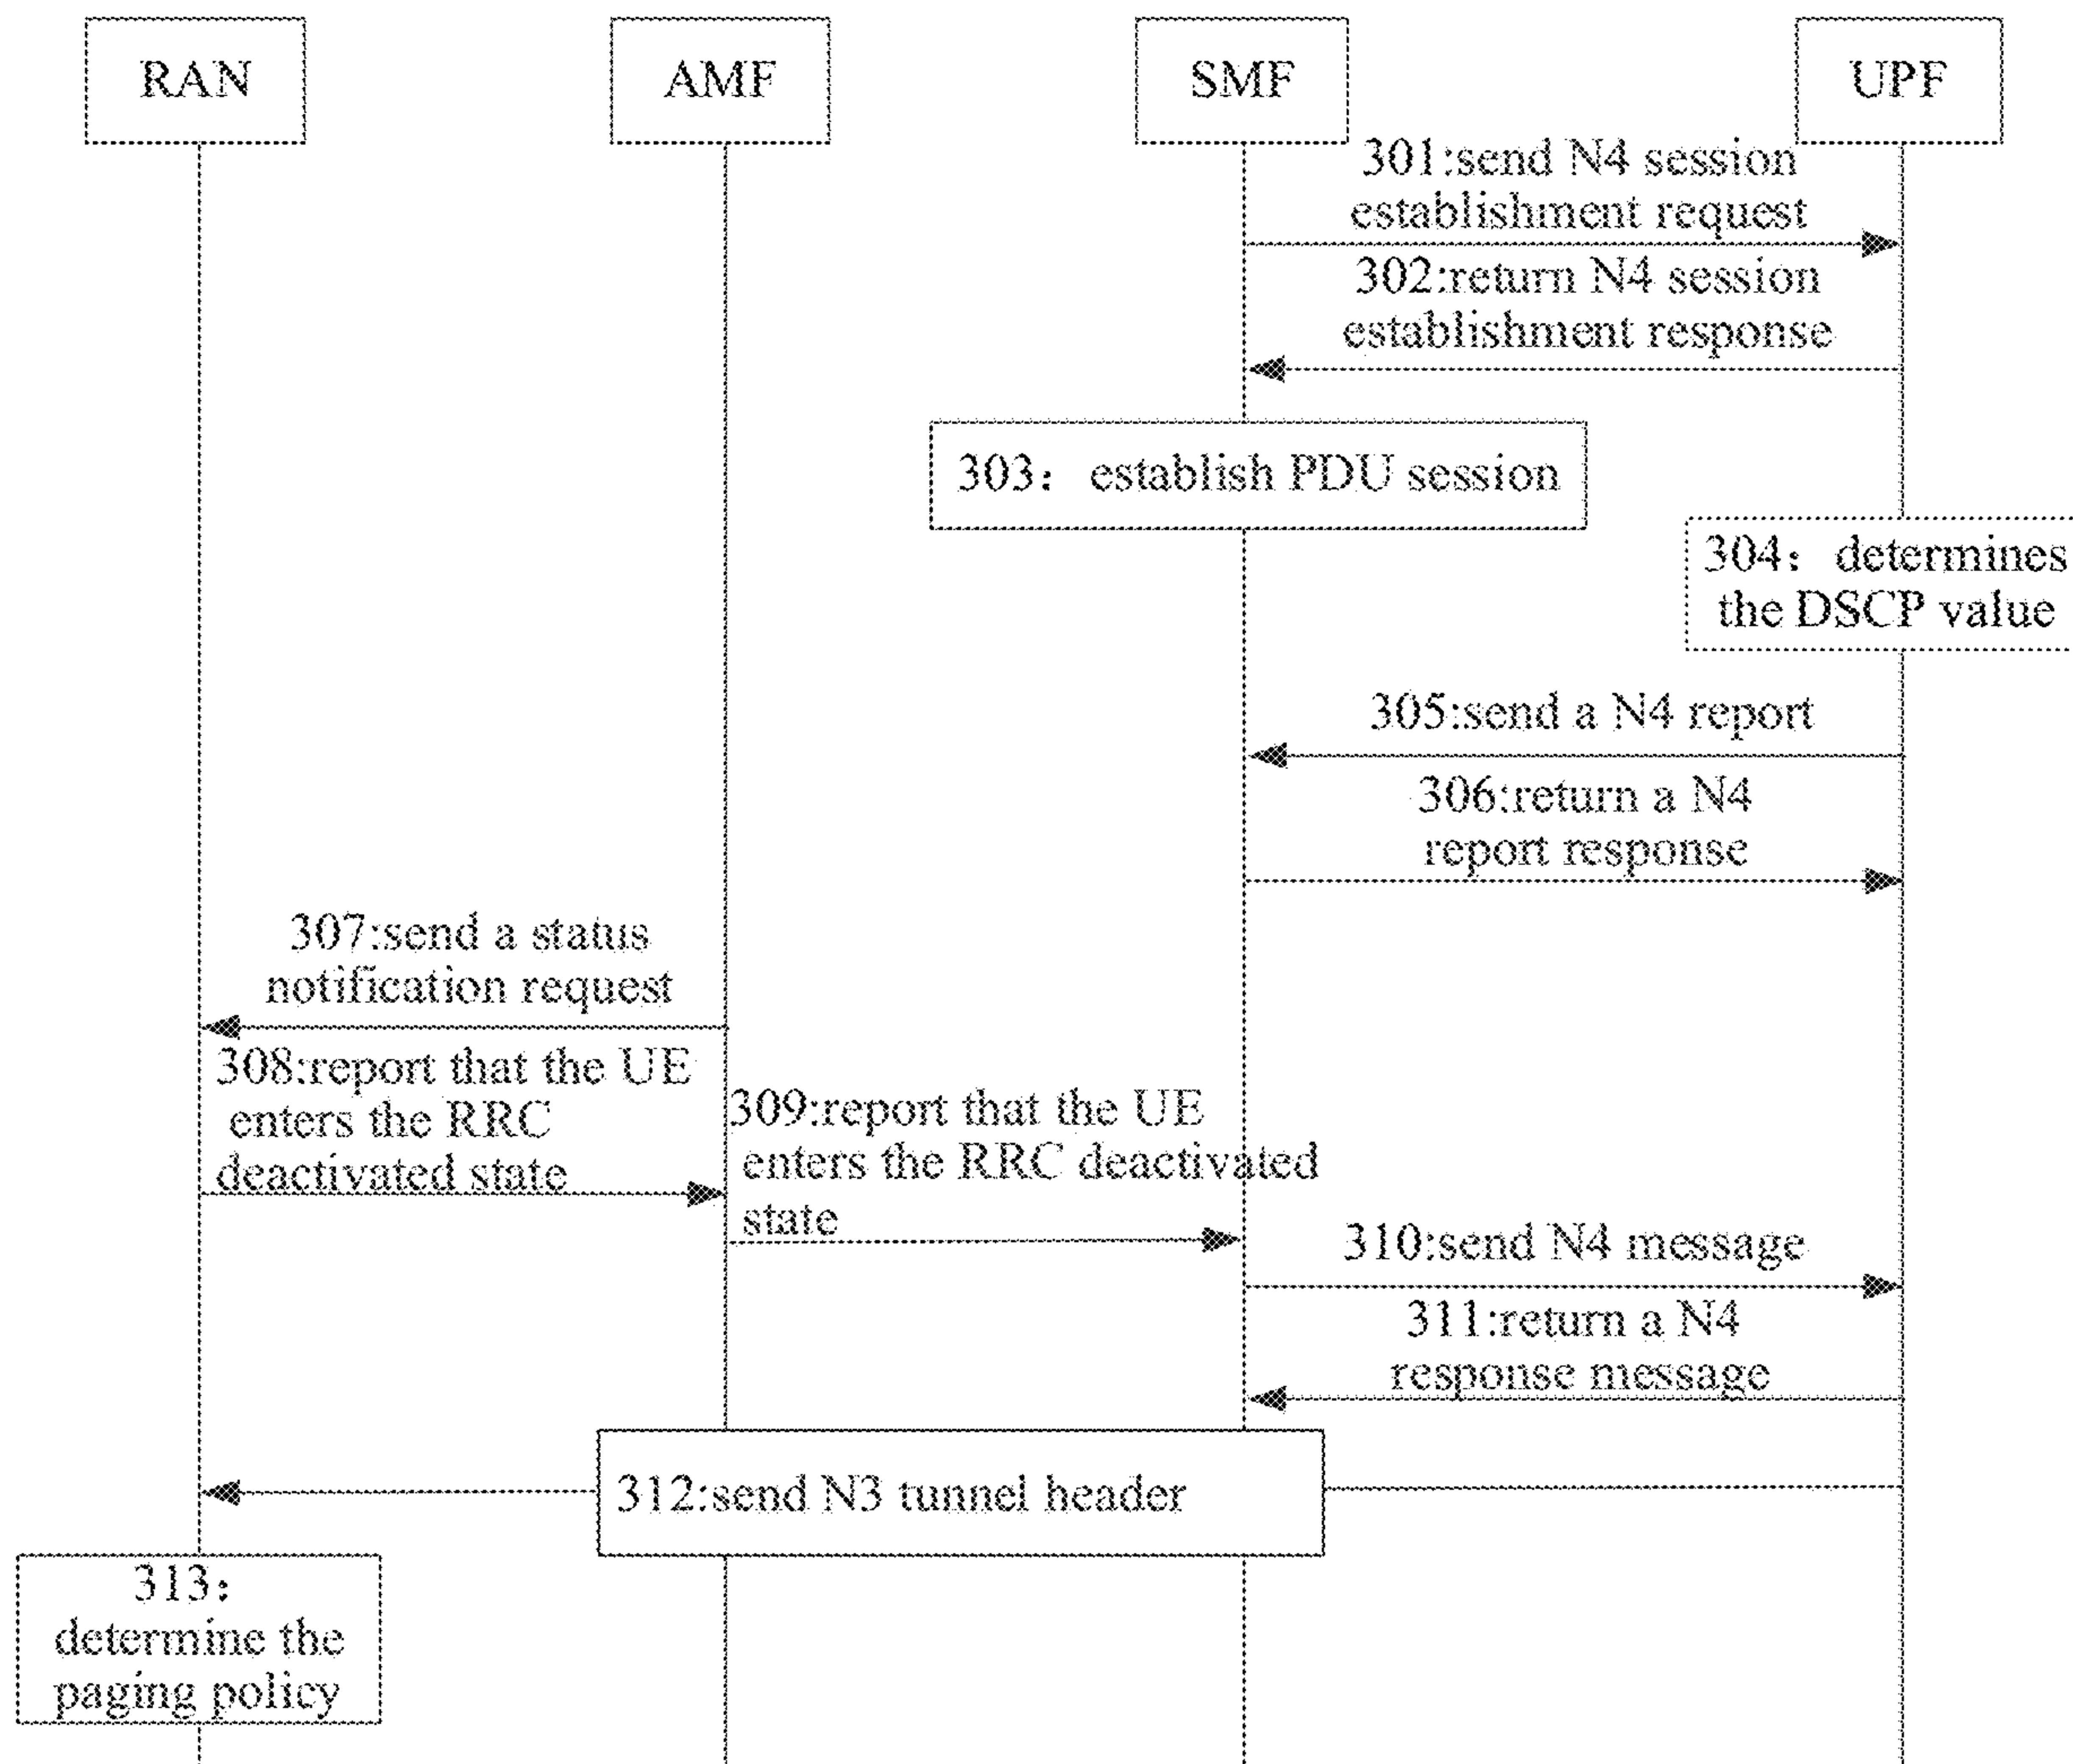 RAN
AMF
SMF
UPF
301:send N4 session
establishment request
302:return N4 session
establishment response
303：establish PDU session
304：determines
the DSCP value
305:send a N4 report
306:return a N4
report response
307:send a status
notification request
308:report that the UE
enters the RRC
deactivated state
309:report that the UE
enters the RRC deactivated
state
310:send N4 message
311:return a N4
response message
312:send N3 tunnel header
313：
determine the
paging policy